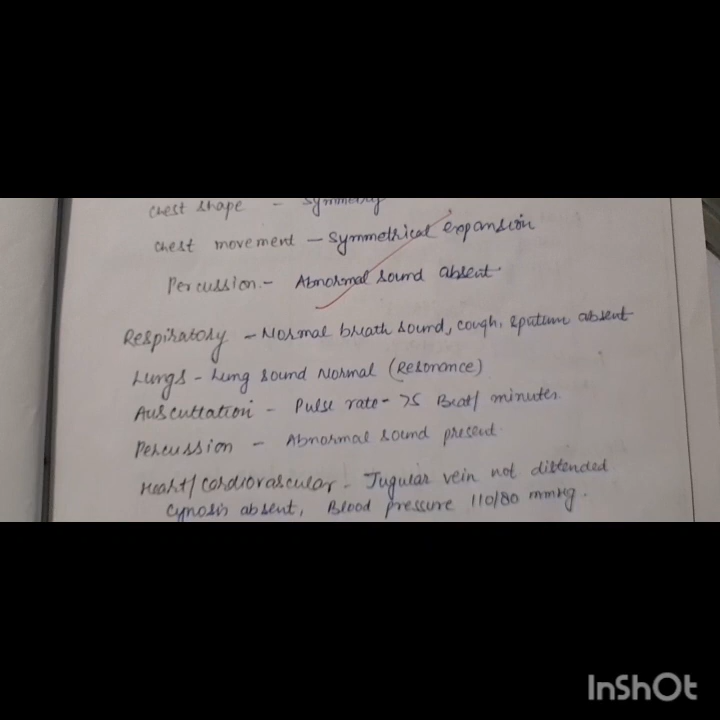 chest shape - symmetry
chest movement - Symmetrical expansion
Percussion - Abnormal sound absent
Respiratory - Normal breath sound, cough, sputum absent
Lungs - Lung sound Normal (Resonance)
Auscultation - Pulse rate - 75 Beat/ minutes
Percussion - Abnormal sound present
Heart/Cardiovascular - Jugular vein not distended
Cynosis absent, Blood pressure 110/80 mmHg.
InShOt